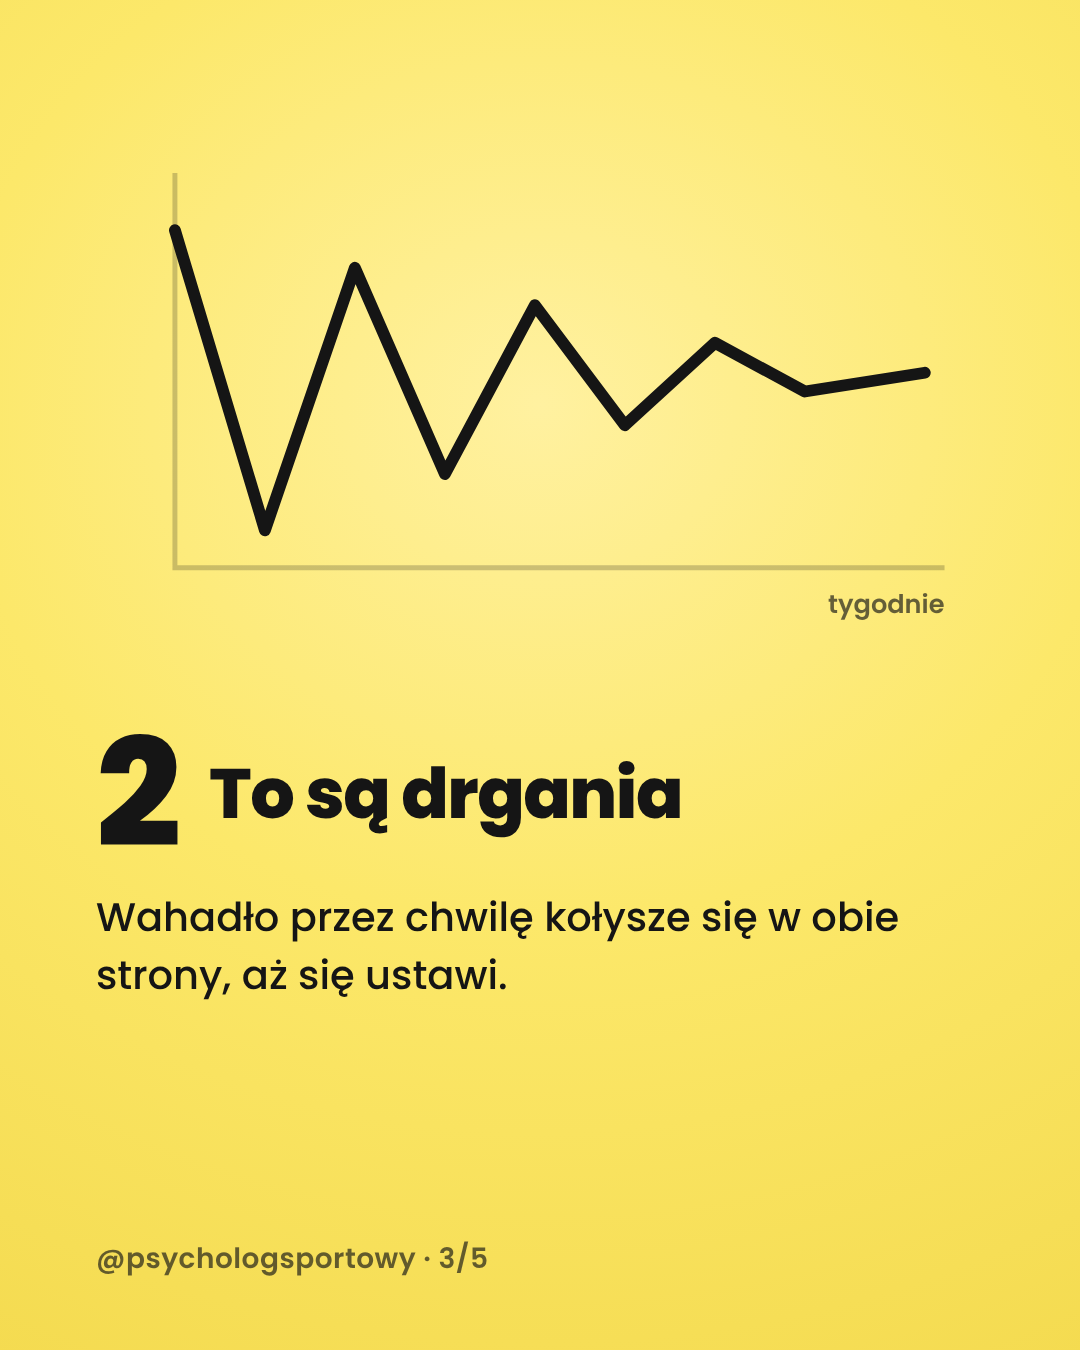 tygodnie
2 To są drgania
Wahadło przez chwilę kołysze się w obie
strony, aż się ustawi.
@psychologsportowy · 3/5